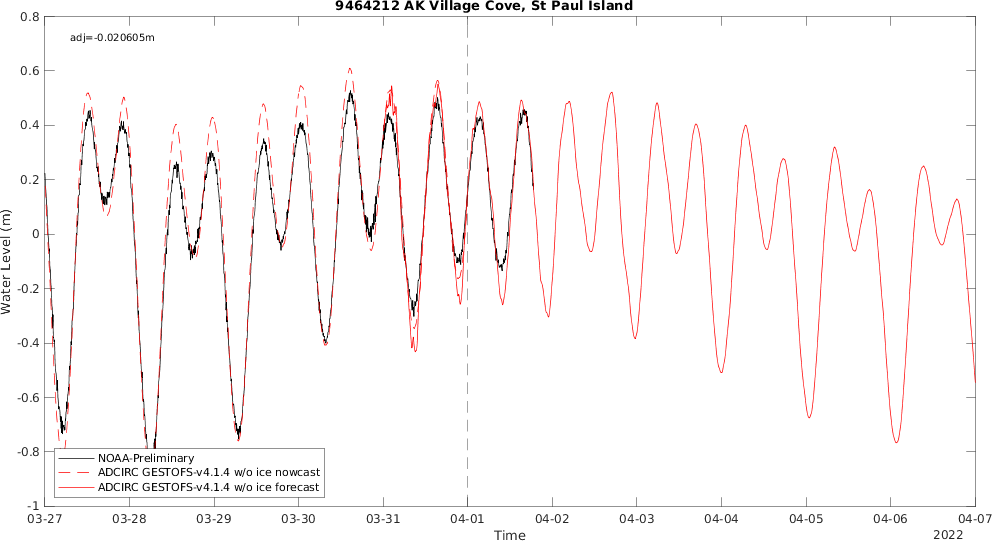 9464212 AK Village Cove, St Paul Island
adj=-0.020605m
0.8
0.6
0.4
0.2
0
-0.2
-0.4
-0.6
-0.8
-1
Water Level (m)
NOAA-Preliminary
ADCIRC GESTOFS-v4.1.4 w/o ice nowcast
ADCIRC GESTOFS-v4.1.4 w/o ice forecast
03-27 03-28 03-29 03-30 03-31 04-01 04-02 04-03 04-04 04-05 04-06 04-07
Time
2022